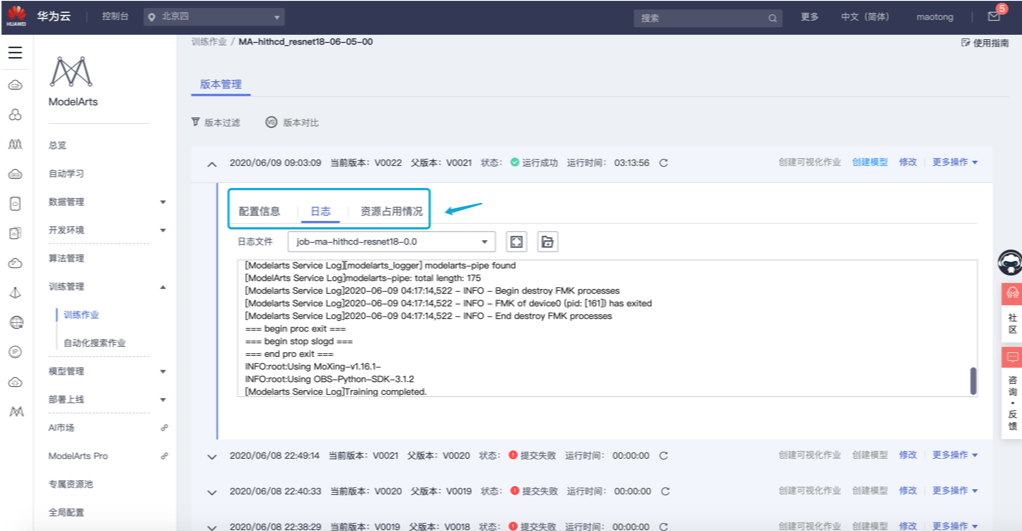 HUAWEI 华为云 控制台 北京四 搜索 更多 中文（简体） maotong 5
训练作业 / MA-hithcd_resnet18-06-05-00 使用指南
ModelArts
总览
自动学习
数据管理
开发环境
算法管理
训练管理
训练作业
自动化搜索作业
模型管理
部署上线
AI市场
ModelArts Pro
专属资源池
全局配置
版本管理
版本过滤 VS 版本对比
2020/06/09 09:03:09 当前版本: V0022 父版本: V0021 状态: 运行成功 运行时间: 03:13:56 创建可视化作业 创建模型 修改 更多操作
配置信息 日志 资源占用情况
日志文件 job-ma-hithcd-resnet18-0.0
[Modelarts Service Log][modelarts_logger] modelarts-pipe found
[ModelArts Service Log]modelarts-pipe: total length: 175
[Modelarts Service Log]2020-06-09 04:17:14,522 - INFO - Begin destroy FMK processes
[Modelarts Service Log]2020-06-09 04:17:14,522 - INFO - FMK of device0 (pid: [161]) has exited
[Modelarts Service Log]2020-06-09 04:17:14,522 - INFO - End destroy FMK processes
=== begin proc exit ===
=== begin stop slogd ===
=== end pro exit ===
INFO:root:Using MoXing-v1.16.1-
INFO:root:Using OBS-Python-SDK-3.1.2
[Modelarts Service Log]Training completed.
2020/06/08 22:49:14 当前版本: V0021 父版本: V0020 状态: 提交失败 运行时间: 00:00:00 创建可视化作业 创建模型 修改 更多操作
2020/06/08 22:40:33 当前版本: V0020 父版本: V0019 状态: 提交失败 运行时间: 00:00:00 创建可视化作业 创建模型 修改 更多操作
2020/06/08 22:38:29 当前版本: V0019 父版本: V0018 状态: 提交失败 运行时间: 00:00:00 创建可视化作业 创建模型 修改 更多操作
社区
咨询·反馈